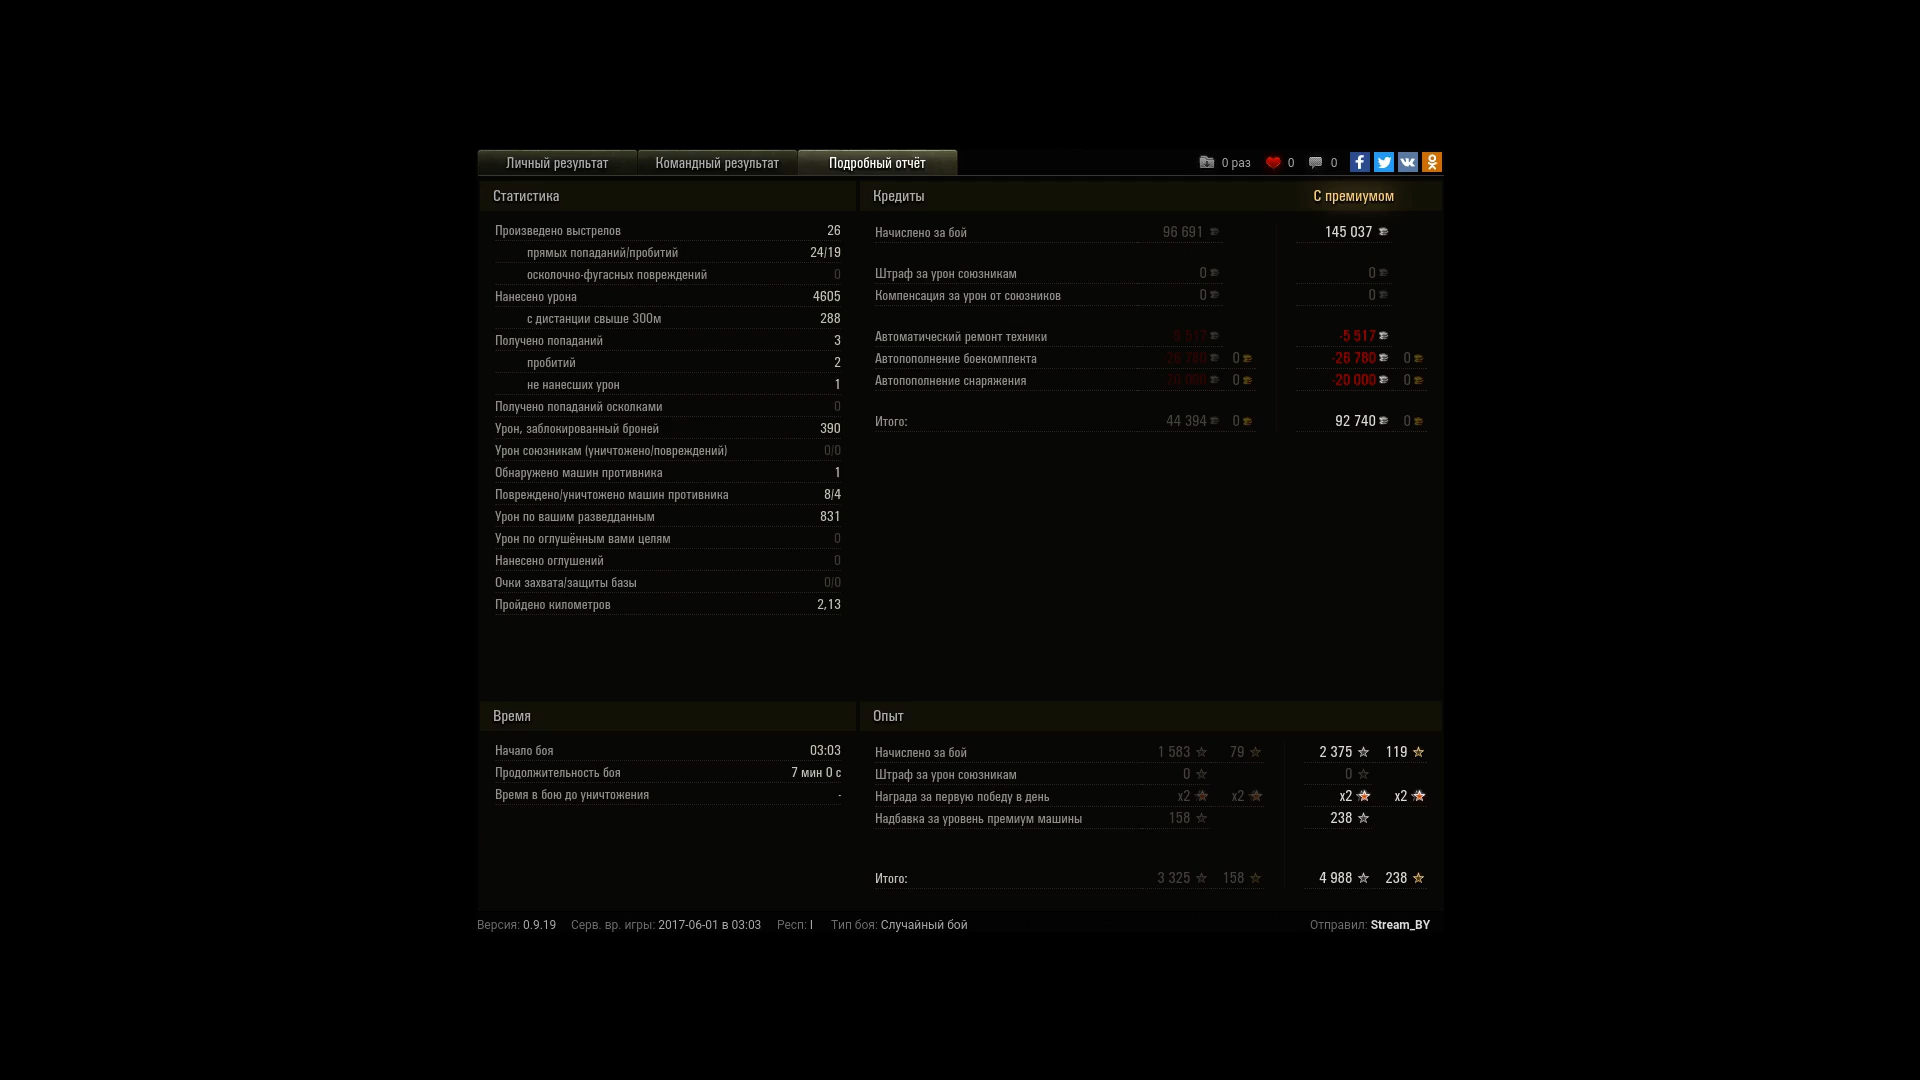 Личный результат Командный результат Подробный отчёт 0 раз 0 0
Статистика
Произведено выстрелов 26
прямых попаданий/пробитий 24/19
осколочно-фугасных повреждений 0
Нанесено урона 4605
с дистанции свыше 300м 288
Получено попаданий 3
пробитий 2
не нанесших урон 1
Получено попаданий осколками 0
Урон, заблокированный броней 390
Урон союзникам (уничтожено/повреждений) 0/0
Обнаружено машин противника 1
Повреждено/уничтожено машин противника 8/4
Урон по вашим разведданным 831
Урон по оглушённым вами целям 0
Нанесено оглушений 0
Очки захвата/защиты базы 0/0
Пройдено километров 2,13
Кредиты С премиумом
Начислено за бой 96 691 145 037
Штраф за урон союзникам 0 0
Компенсация за урон от союзников 0 0
Автоматический ремонт техники -5 517 -5 517
Автопополнение боекомплекта -26 780 0 -26 780 0
Автопополнение снаряжения -20 000 0 -20 000 0
Итого: 44 394 0 92 740 0
Время
Начало боя 03:03
Продолжительность боя 7 мин 0 с
Время в бою до уничтожения -
Опыт
Начислено за бой 1 583 79 2 375 119
Штраф за урон союзникам 0 0
Награда за первую победу в день x2 x2 x2 x2
Надбавка за уровень премиум машины 158 238
Итого: 3 325 158 4 988 238
Версия: 0.9.19 Серв. вр. игры: 2017-06-01 в 03:03 Респ: I Тип боя: Случайный бой Отправил: Stream_BY